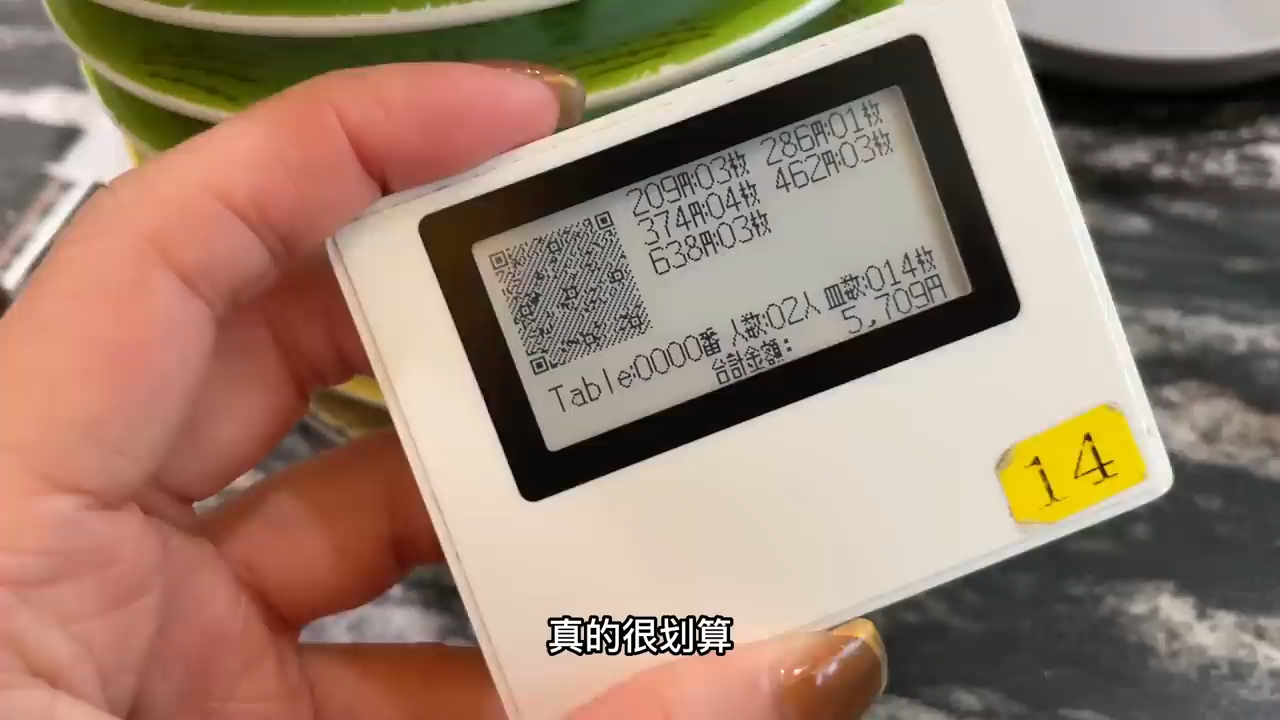 209円:03枚 286円:01枚
374円:04枚 462円:03枚
638円:03枚
Table:0000番 人数:02人 皿数:014枚
合計金額: 5,709円
14
真的很划算